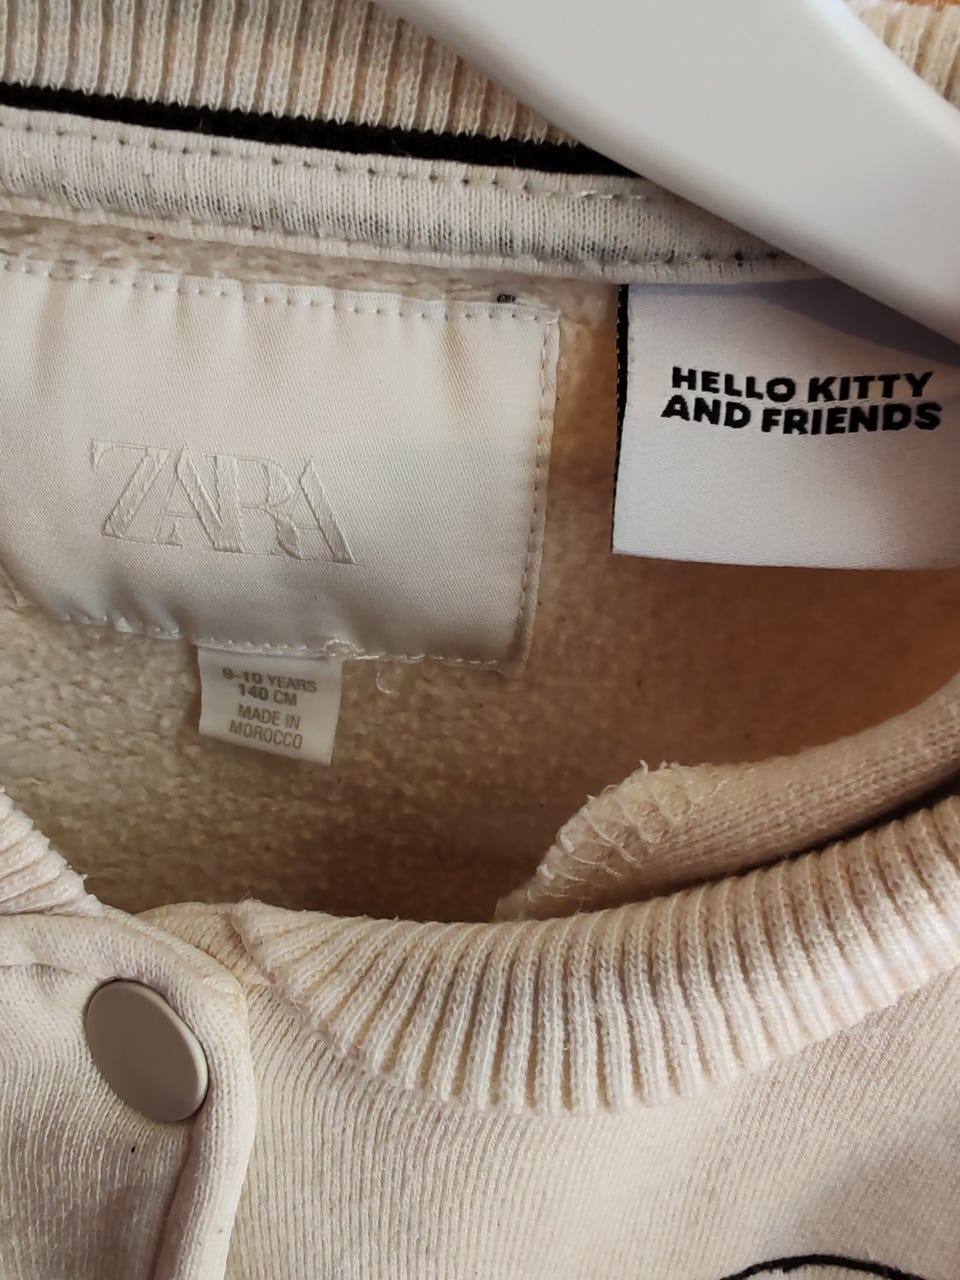 ZARA
HELLO KITTY
AND FRIENDS
9-10 YEARS
140 CM
MADE IN
MOROCCO